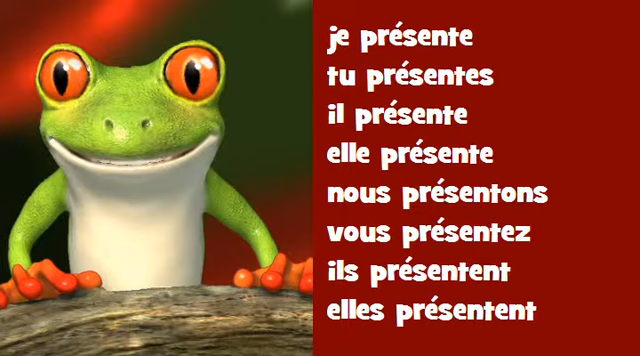 je présente
tu présentes
il présente
elle présente
nous présentons
vous présentez
ils présentent
elles présentent